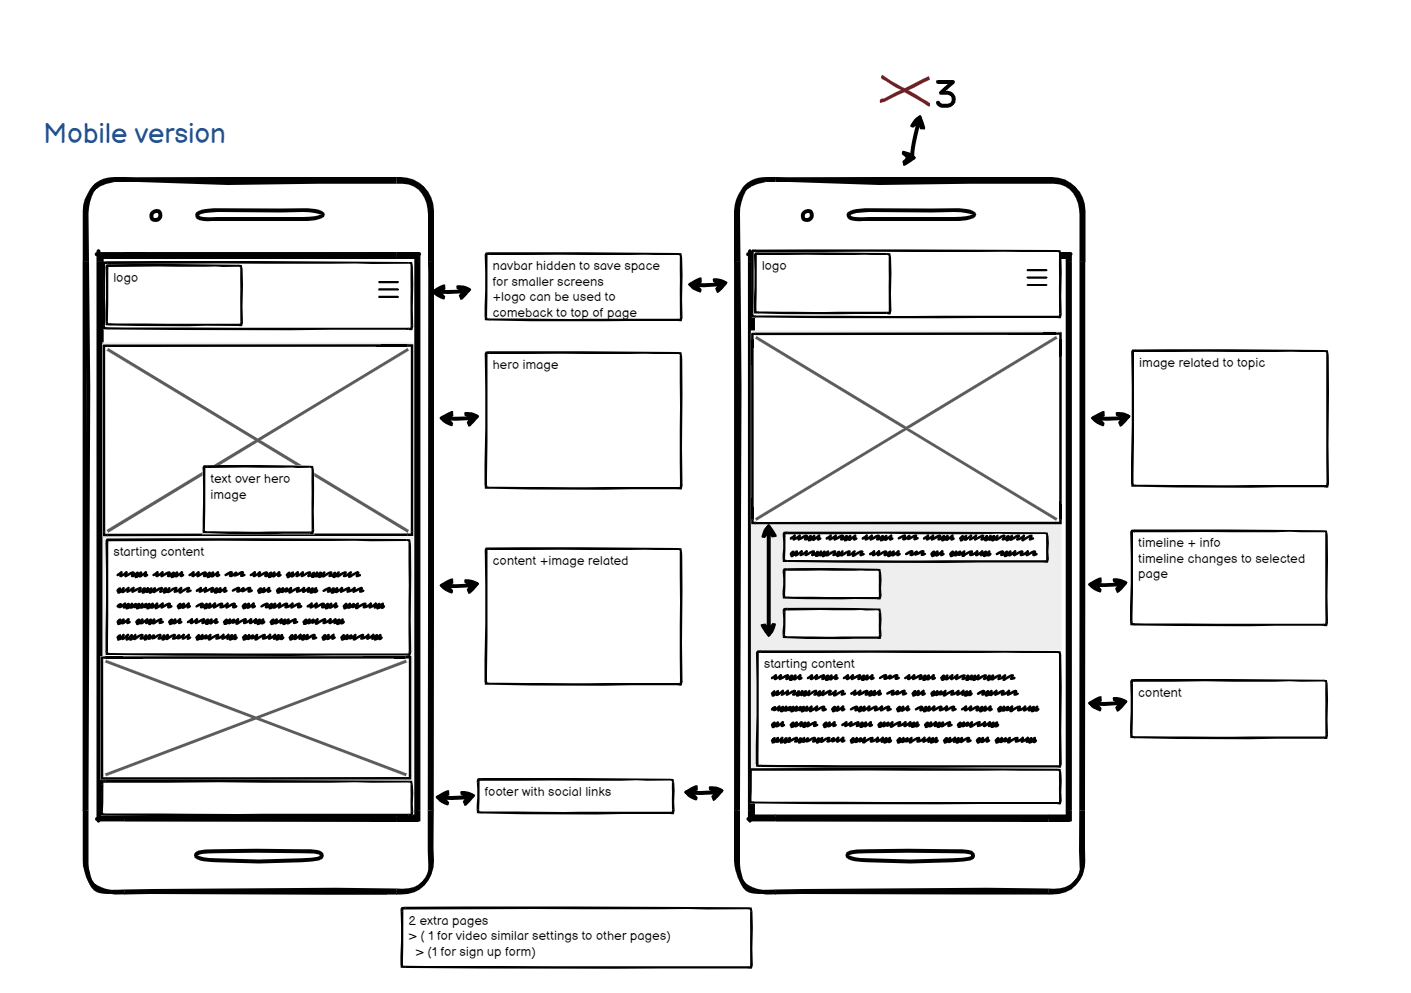 3
Mobile version
logo
navbar hidden to save space
for smaller screens
+logo can be used to
comeback to top of page
logo
hero image
image related to topic
text over hero
image
starting content
content +image related
timeline + info
timeline changes to selected
page
starting content
content
footer with social links
2 extra pages
> ( 1 for video similar settings to other pages)
> (1 for sign up form)